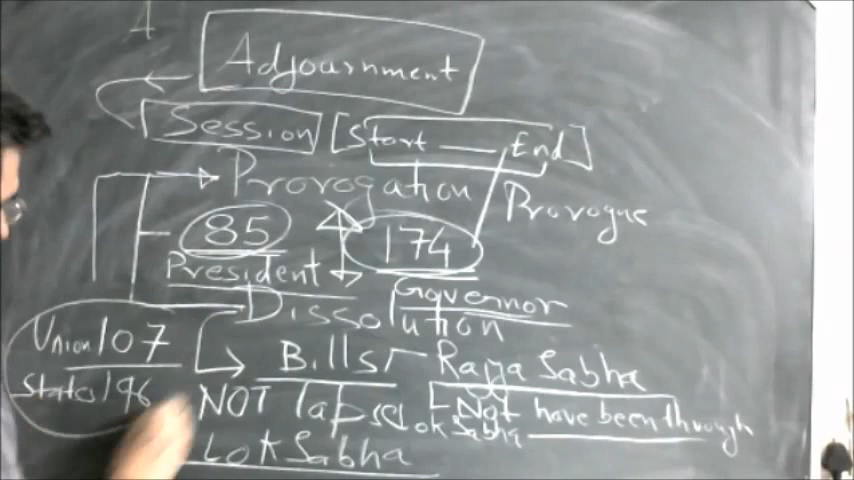 A
Adjournment
Session [Start — End]
Provogation
Provogue
85
174
President
Governor
Dissolution
Union 107
State 196
Bills
Rajya Sabha
NOT lapse
Not have been through
Lok Sabha
Lok Sabha